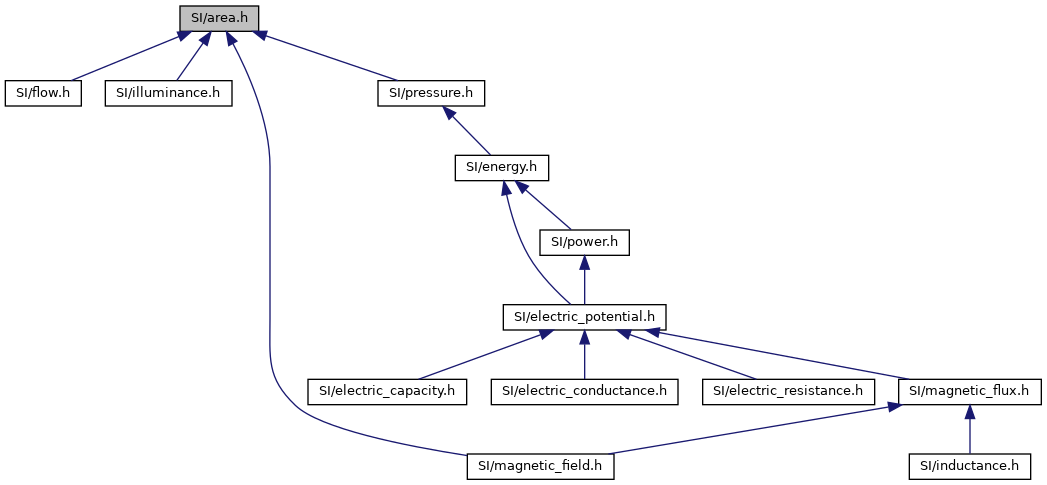 SI/area.h
SI/flow.h
SI/illuminance.h
SI/pressure.h
SI/energy.h
SI/power.h
SI/electric_potential.h
SI/electric_capacity.h
SI/electric_conductance.h
SI/electric_resistance.h
SI/magnetic_flux.h
SI/magnetic_field.h
SI/inductance.h